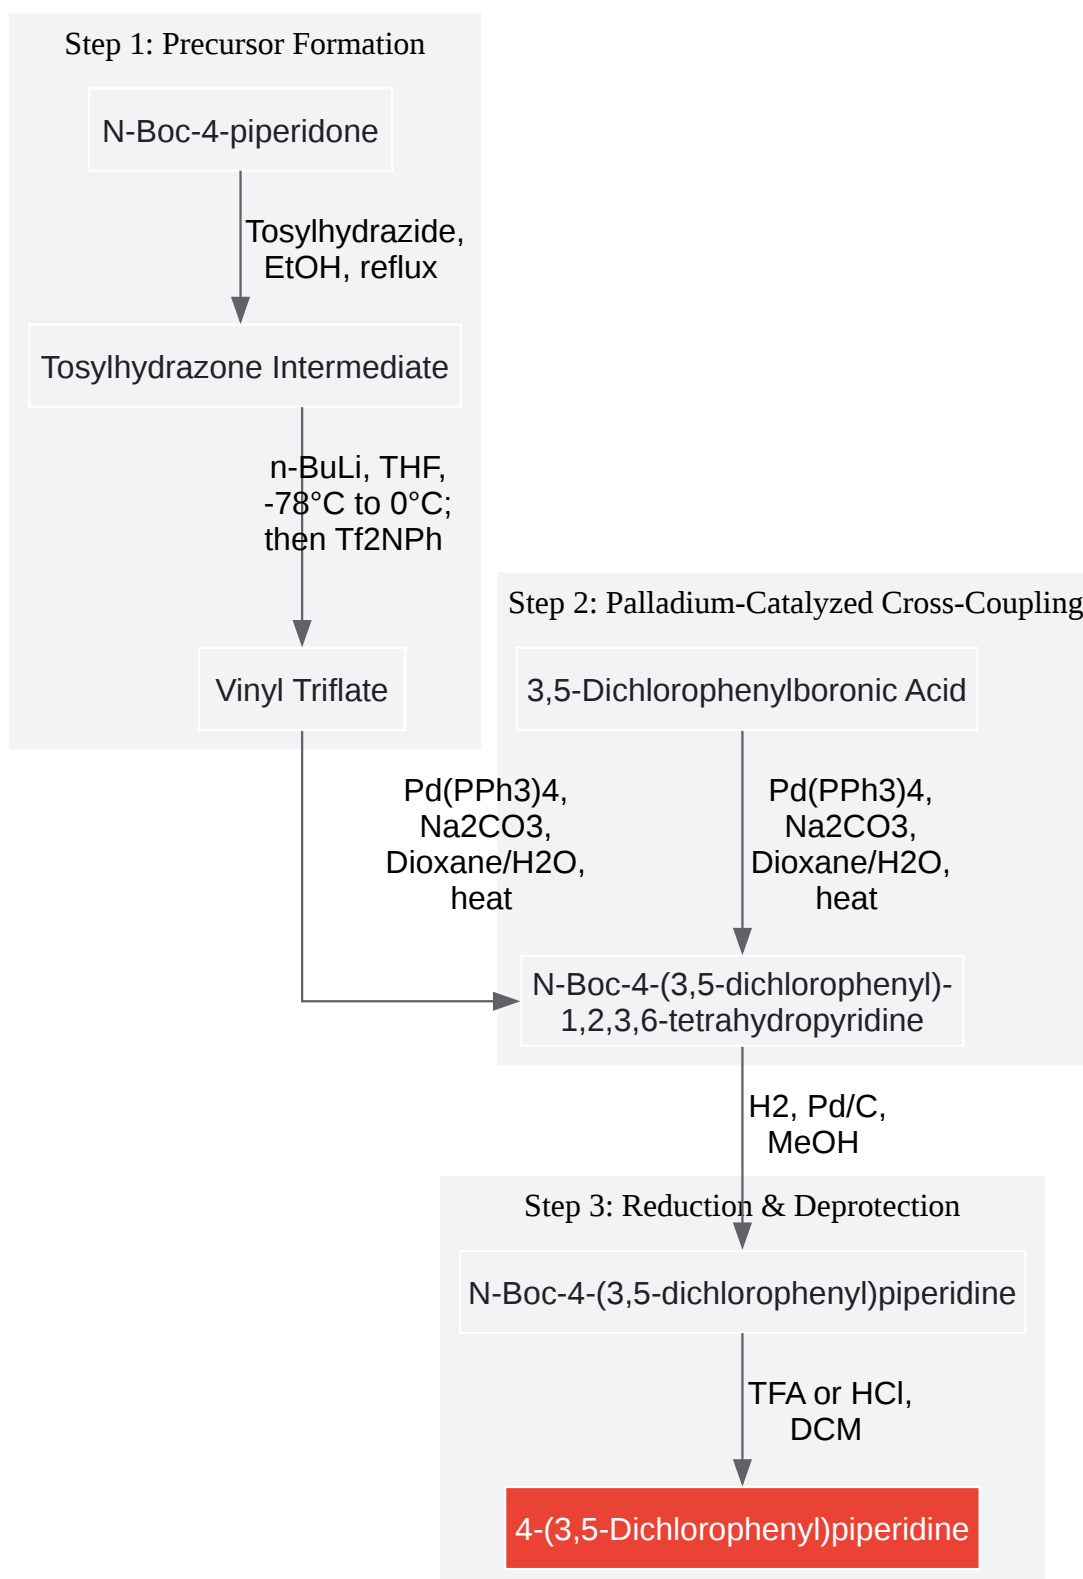 Step 1: Precursor Formation
N-Boc-4-piperidone
Tosylhydrazide,
EtOH, reflux
Tosylhydrazone Intermediate
n-BuLi, THF,
-78°C to 0°C;
then Tf2NPh
Vinyl Triflate
Step 2: Palladium-Catalyzed Cross-Coupling
3,5-Dichlorophenylboronic Acid
Pd(PPh3)4,
Na2CO3,
Dioxane/H2O,
heat
Pd(PPh3)4,
Na2CO3,
Dioxane/H2O,
heat
N-Boc-4-(3,5-dichlorophenyl)-
1,2,3,6-tetrahydropyridine
H2, Pd/C,
MeOH
Step 3: Reduction & Deprotection
N-Boc-4-(3,5-dichlorophenyl)piperidine
TFA or HCl,
DCM
4-(3,5-Dichlorophenyl)piperidine